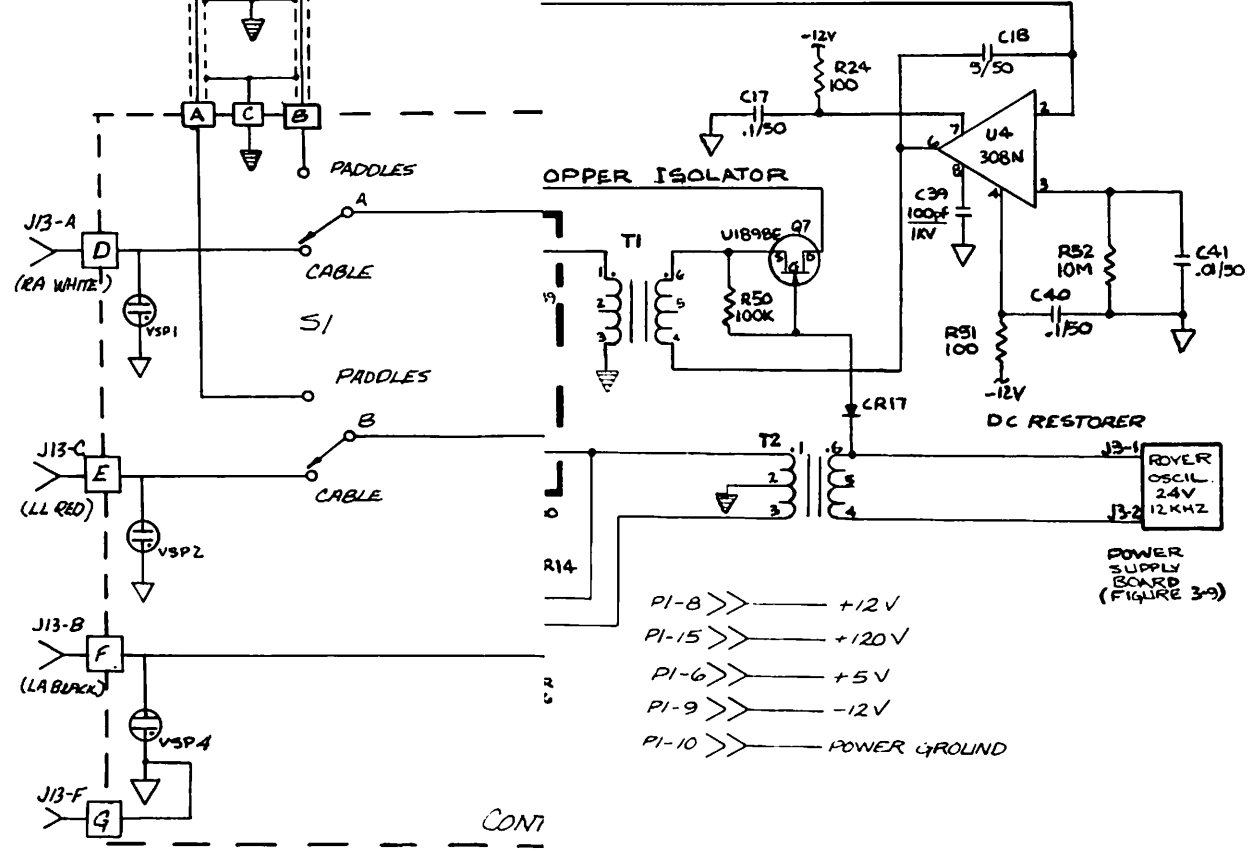 A C B
PADDLES
J13-A
D
(RA WHITE)
VSP1
A
CABLE
S1
PADDLES
J13-C
E
(LL RED)
VSP2
B
CABLE
J13-B
F
(LA BLACK)
VSP4
J13-F
G
CONT
-12V
R24
100
C17
.1/50
C18
5/50
2
7
6
U4
308N
8
4
3
C39
100pf
1KV
OPPER ISOLATOR
U1898E
Q7
S
D
G
T1
1
2
3
6
5
4
R50
100K
19
R52
10M
C41
.01/50
C40
.1/50
R51
100
-12V
DC RESTORER
CR17
T2
1
2
3
6
5
4
J3-1
J3-2
ROYER
OSCIL.
24V
12KHZ
POWER
SUPPLY
BOARD
(FIGURE 3-9)
R14
P1-8 +12V
P1-15 +120V
P1-6 +5V
P1-9 -12V
P1-10 POWER GROUND